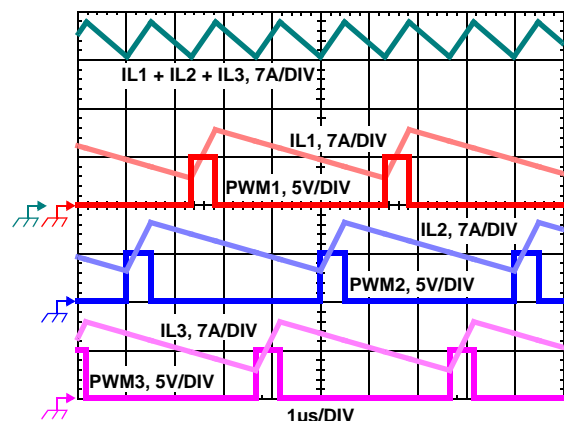 IL1 + IL2 + IL3, 7A/DIV
IL1, 7A/DIV
PWM1, 5V/DIV
IL2, 7A/DIV
PWM2, 5V/DIV
IL3, 7A/DIV
PWM3, 5V/DIV
1µs/DIV